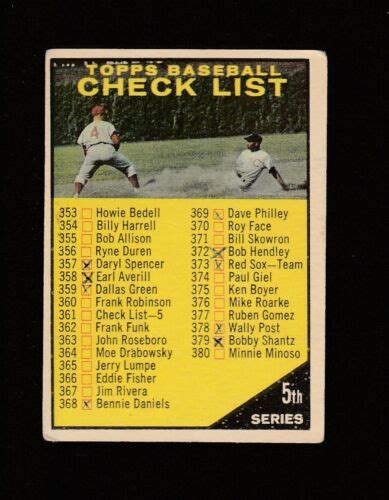 TOPPS BASEBALL
CHECK LIST
4
353 Howie Bedell
354 Billy Harrell
355 Bob Allison
356 Ryne Duren
357 Daryl Spencer
358 Earl Averill
359 Dallas Green
360 Frank Robinson
361 Check List—5
362 Frank Funk
363 John Roseboro
364 Moe Drabowsky
365 Jerry Lumpe
366 Eddie Fisher
367 Jim Rivera
368 Bennie Daniels
369 Dave Philley
370 Roy Face
371 Bill Skowron
372 Bob Hendley
373 Red Sox—Team
374 Paul Giel
375 Ken Boyer
376 Mike Roarke
377 Ruben Gomez
378 Wally Post
379 Bobby Shantz
380 Minnie Minoso
5th
SERIES